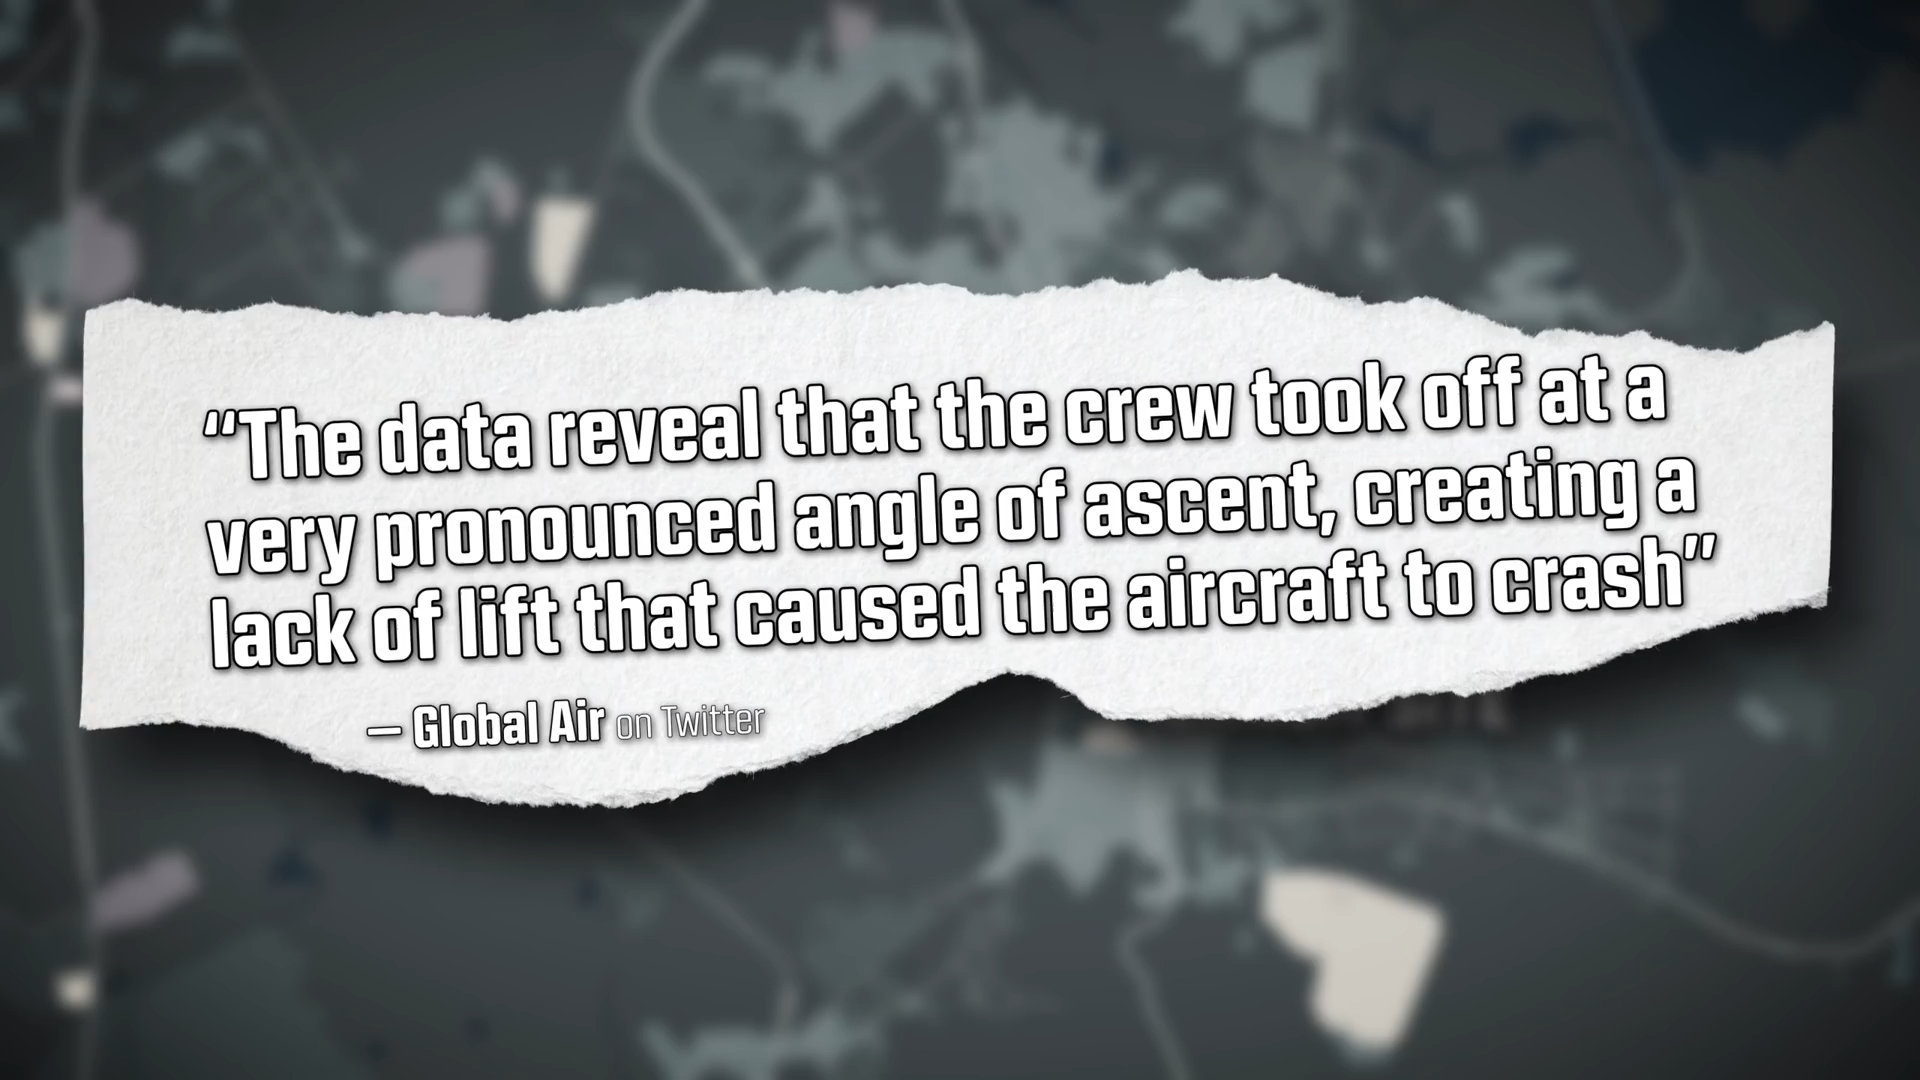 “The data reveal that the crew took off at a
very pronounced angle of ascent, creating a
lack of lift that caused the aircraft to crash”
– Global Air on Twitter